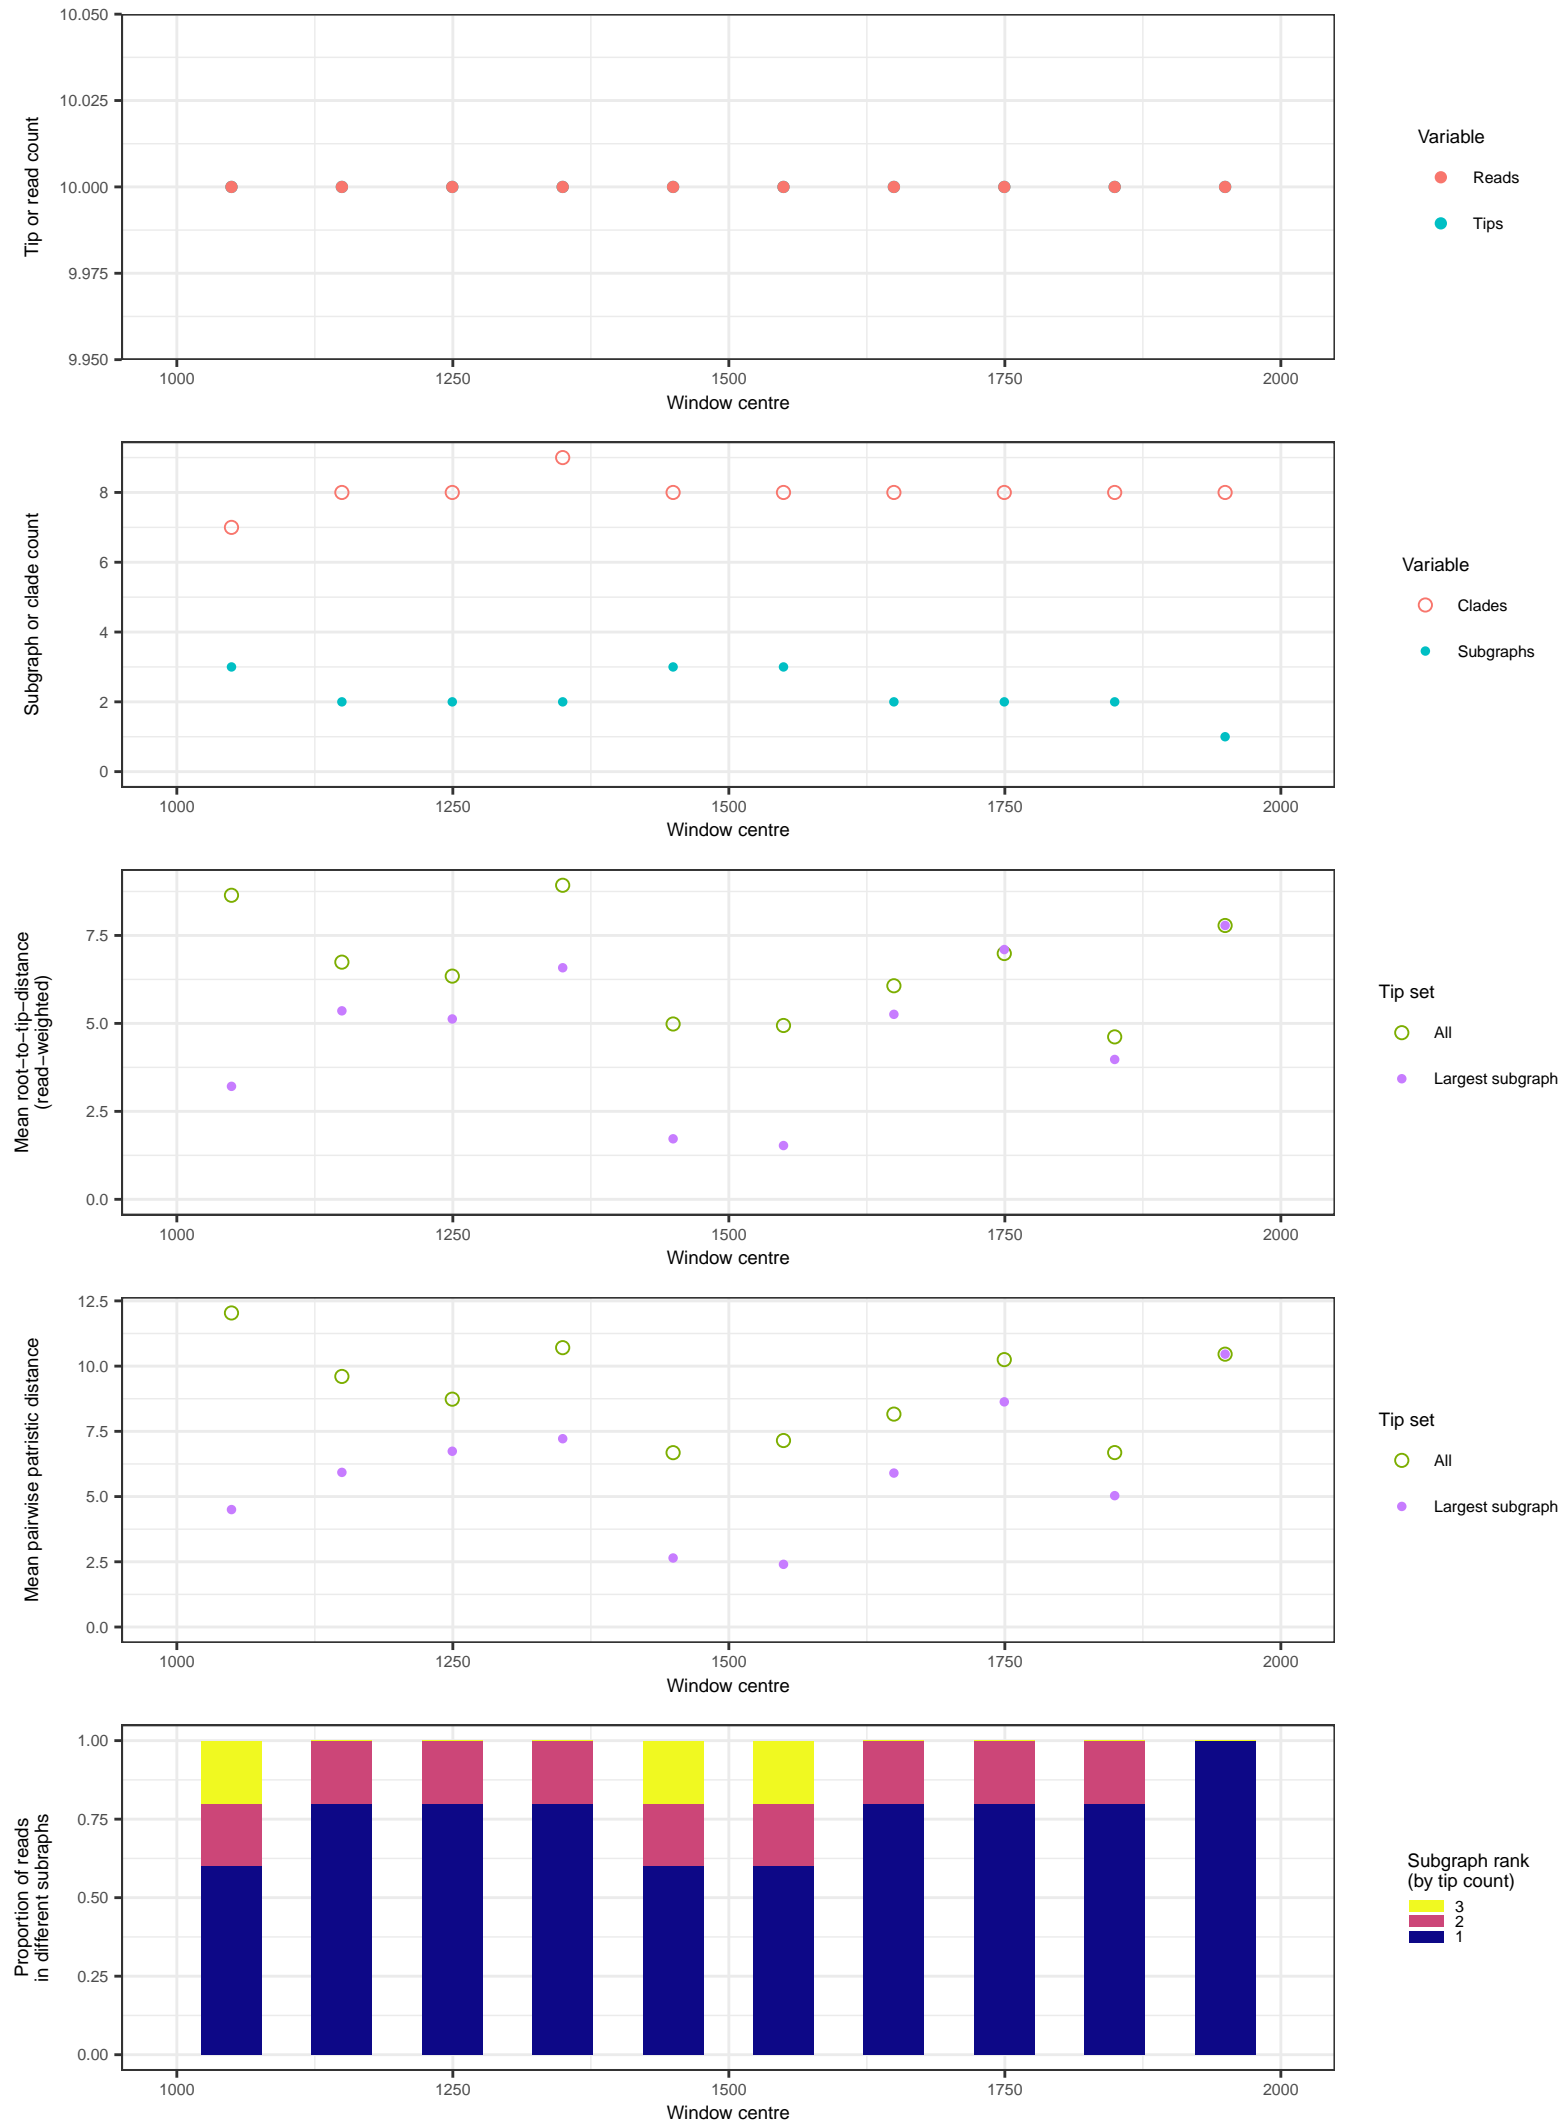 10.050
10.025
10.000
9.975
9.950
Tip or read count
1000 1250 1500 1750 2000
Window centre
Variable
Reads
Tips
8
6
4
2
0
Subgraph or clade count
1000 1250 1500 1750 2000
Window centre
Variable
Clades
Subgraphs
7.5
5.0
2.5
0.0
Mean root−to−tip−distance
(read−weighted)
1000 1250 1500 1750 2000
Window centre
Tip set
All
Largest subgraph
12.5
10.0
7.5
5.0
2.5
0.0
Mean pairwise patristic distance
1000 1250 1500 1750 2000
Window centre
Tip set
All
Largest subgraph
1.00
0.75
0.50
0.25
0.00
Proportion of reads
in different subraphs
1000 1250 1500 1750 2000
Window centre
Subgraph rank
(by tip count)
3
2
1